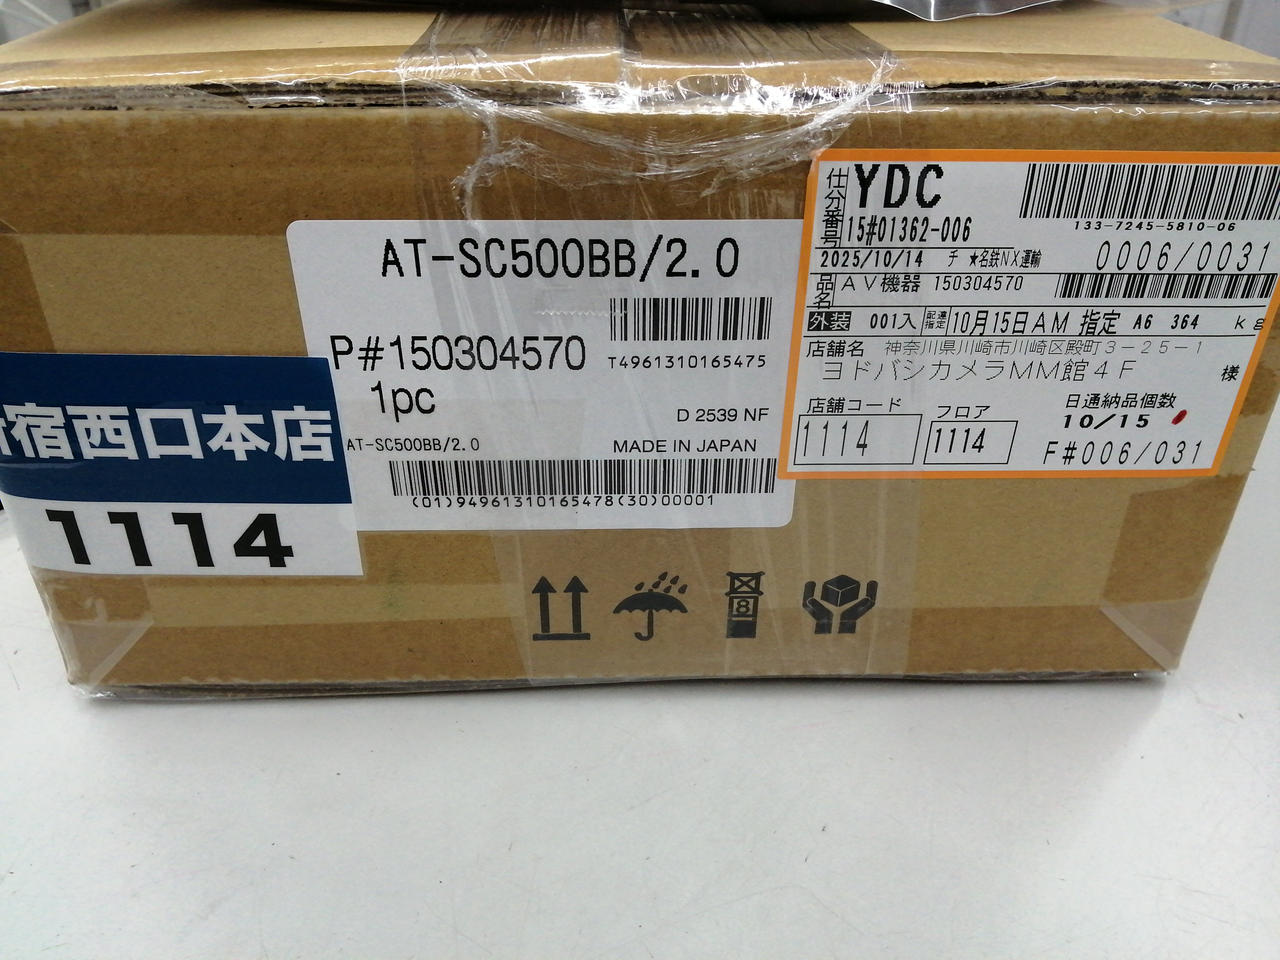 AT-SC500BB/2.0
P#150304570
1pc
T4961310165475
D 2539 NF
AT-SC500BB/2.0
MADE IN JAPAN
(01)94961310165478(30)00001
宿西口本店
1114
仕分番号
YDC
15#01362-006
133-7245-5810-06
2025/10/14 チ ★名鉄NX運輸
0006/0031
品名 AV機器 150304570
外装 001入 配達指定 10月15日AM 指定 A6 364 kg
店舗名 神奈川県川崎市川崎区殿町3-25-1
ヨドバシカメラMM館4F 様
店舗コード フロア 日通納品個数
1114 1114 10/15
F#006/031
8